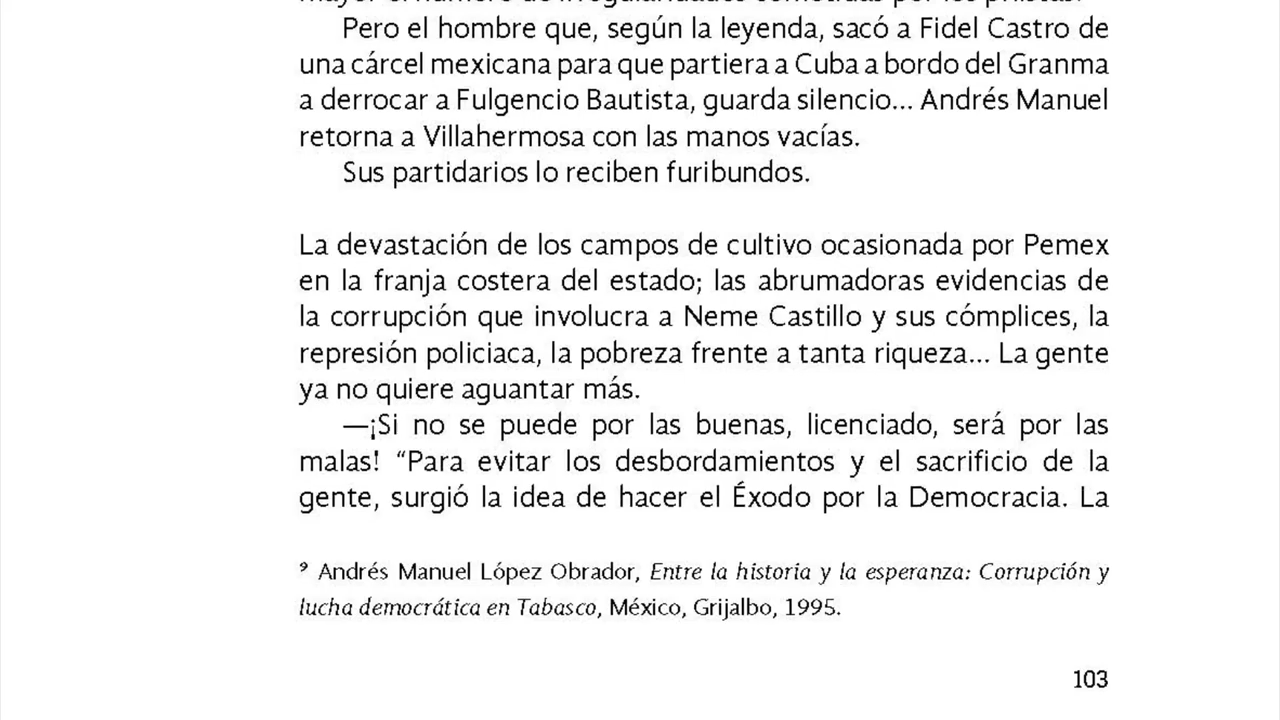 Pero el hombre que, según la leyenda, sacó a Fidel Castro de
una cárcel mexicana para que partiera a Cuba a bordo del Granma
a derrocar a Fulgencio Bautista, guarda silencio... Andrés Manuel
retorna a Villahermosa con las manos vacías.
Sus partidarios lo reciben furibundos.
La devastación de los campos de cultivo ocasionada por Pemex
en la franja costera del estado; las abrumadoras evidencias de
la corrupción que involucra a Neme Castillo y sus cómplices, la
represión policiaca, la pobreza frente a tanta riqueza... La gente
ya no quiere aguantar más.
—¡Si no se puede por las buenas, licenciado, será por las
malas! “Para evitar los desbordamientos y el sacrificio de la
gente, surgió la idea de hacer el Éxodo por la Democracia. La
⁹ Andrés Manuel López Obrador, Entre la historia y la esperanza: Corrupción y
lucha democrática en Tabasco, México, Grijalbo, 1995.
103